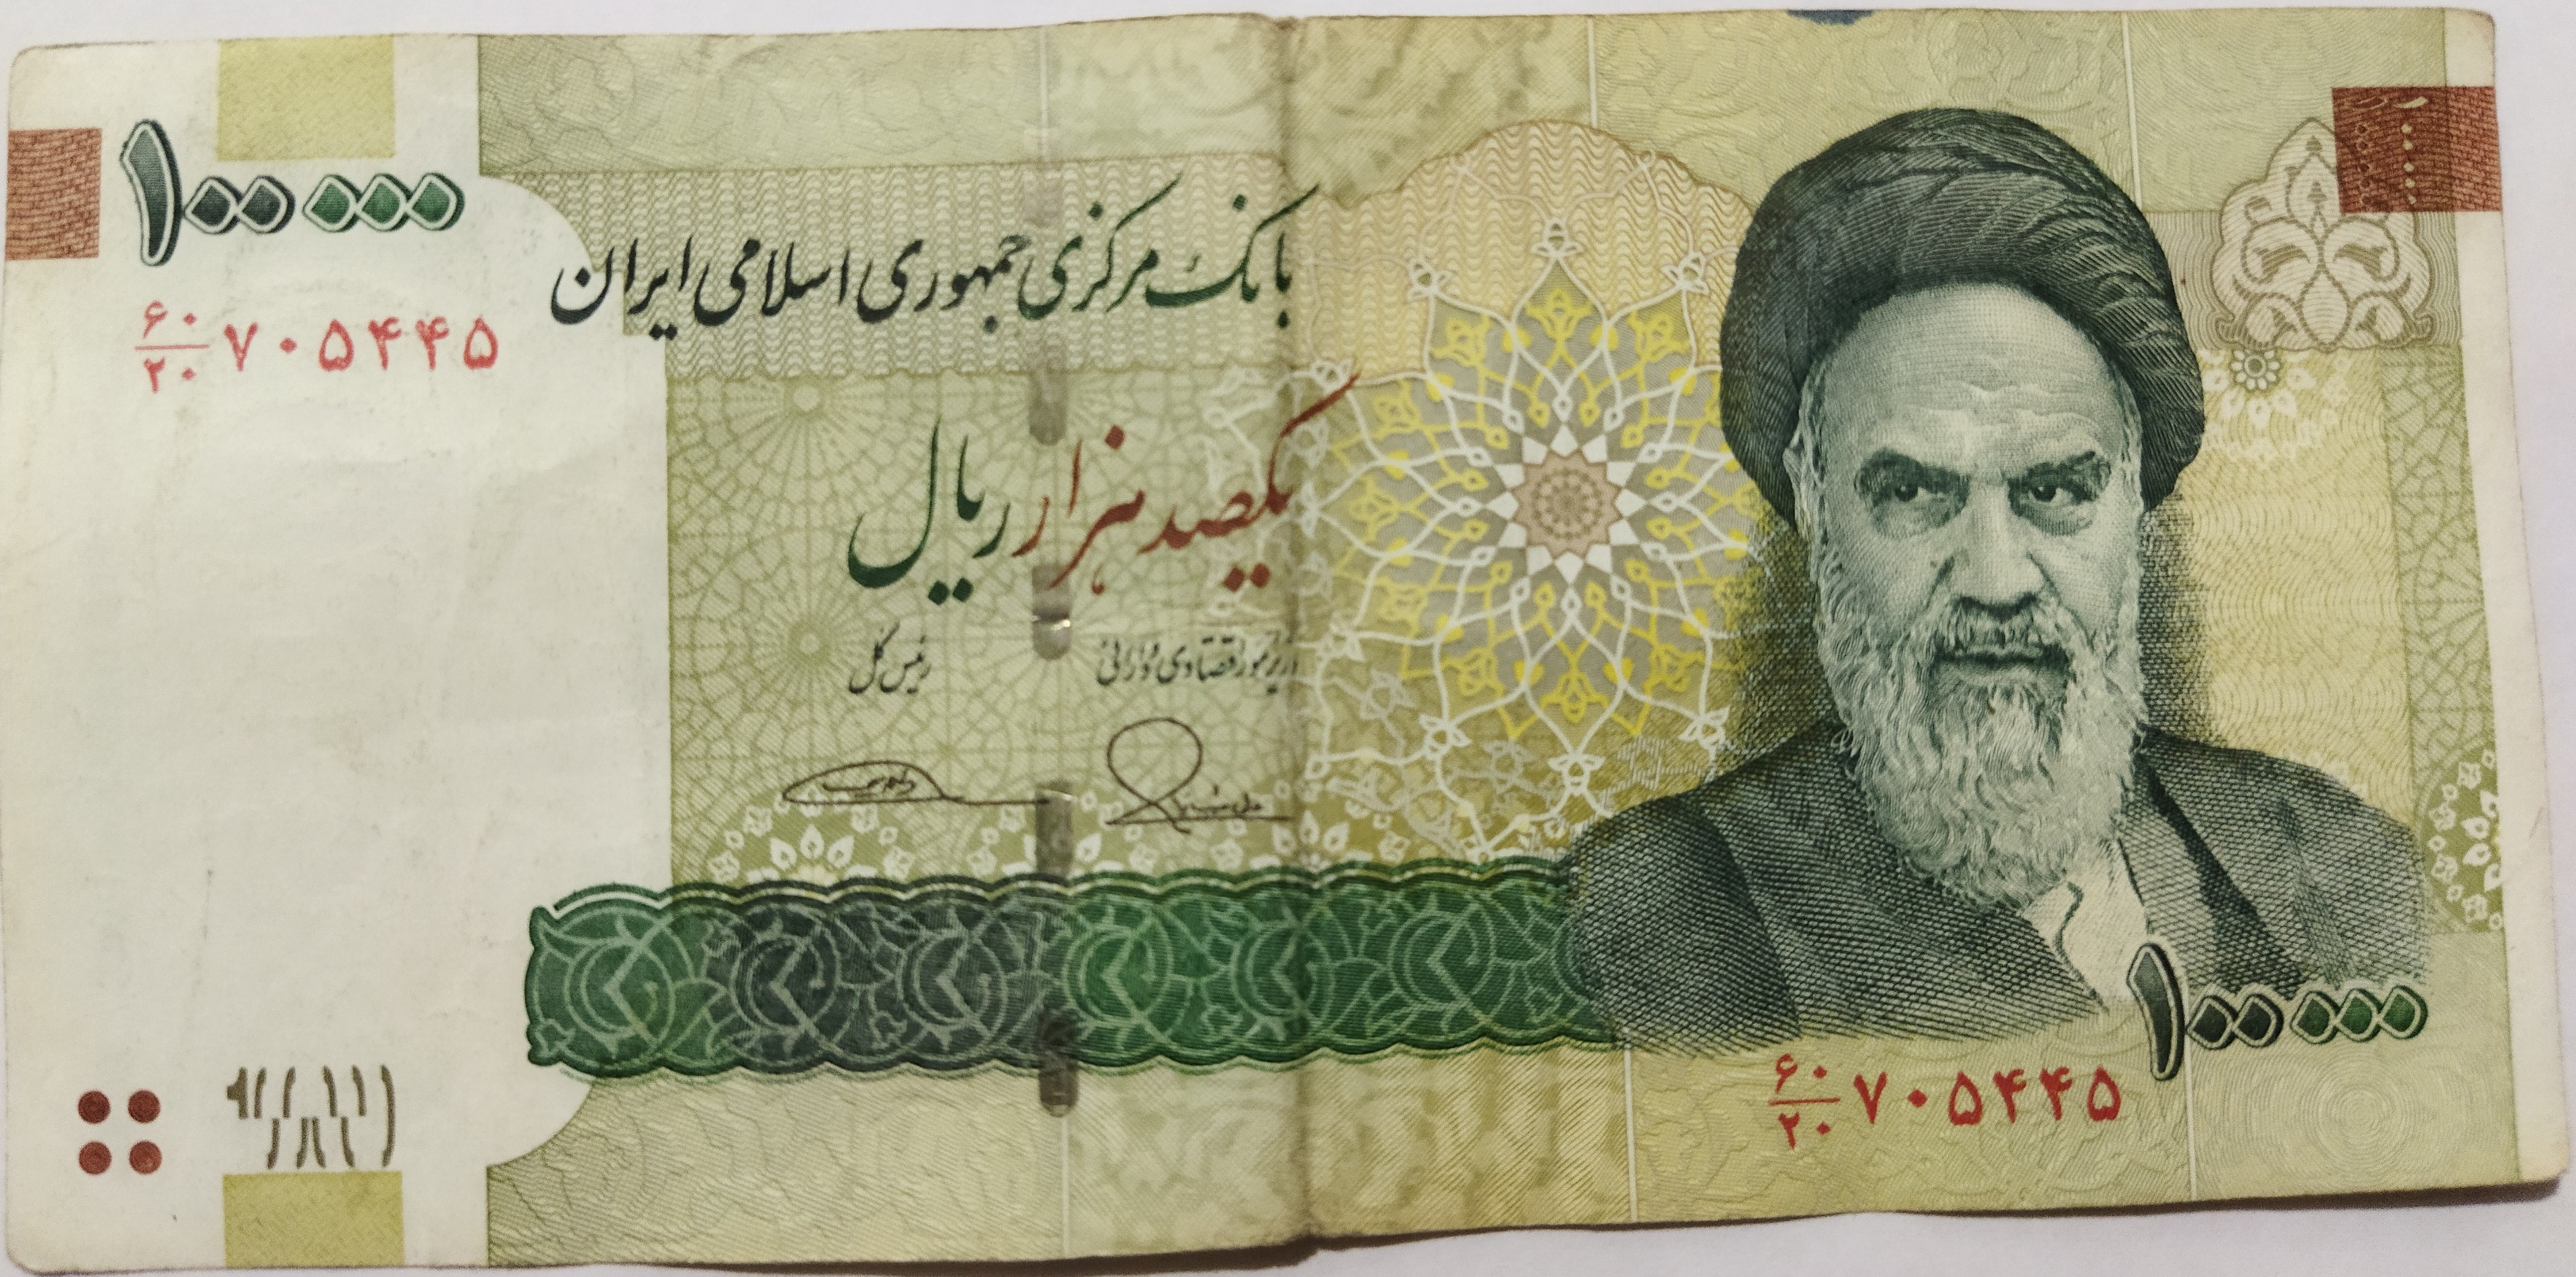 ۱۰۰۰۰۰
بانک مرکزی جمهوری اسلامی ایران
۶۰/۲۰ ۷۰۵۴۴۵
یکصد هزار ریال
وزیر امور اقتصادی و دارائی
رئیس کل
۱۰۰۰۰۰
۶۰/۲۰ ۷۰۵۴۴۵